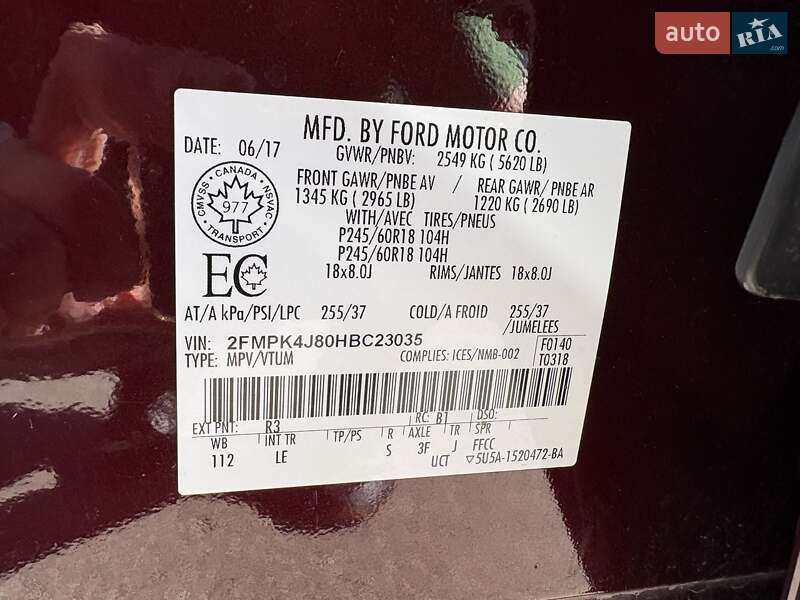 auto RIA.com
MFD. BY FORD MOTOR CO.
DATE: 06/17 GVWR/PNBV: 2549 KG ( 5620 LB)
FRONT GAWR/PNBE AV / REAR GAWR/ PNBE AR
1345 KG ( 2965 LB) 1220 KG ( 2690 LB)
CMVSS · CANADA · NSVAC
977
TRANSPORT
WITH/AVEC TIRES/PNEUS
P245/60R18 104H
P245/60R18 104H
EC
18x8.0J RIMS/JANTES 18x8.0J
AT/A kPa/PSI/LPC 255/37 COLD/A FROID 255/37
/JUMELEES
VIN: 2FMPK4J80HBC23035 F0140
TYPE: MPV/VTUM COMPLIES: ICES/NMB-002 T0318
EXT PNT: R3 RC: B1 DSO:
WB INT TR TP/PS R AXLE TR SPR
112 LE S 3F J FFCC
UCT ▽5U5A-1520472-BA